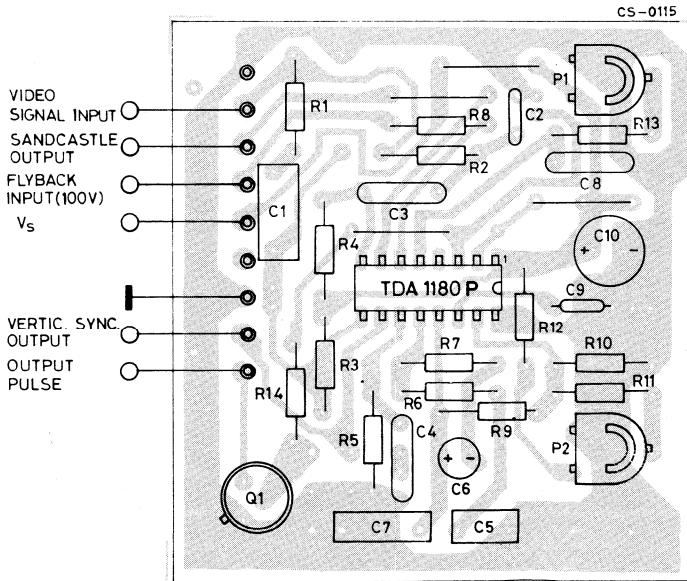 CS-0115
VIDEO
SIGNAL INPUT
SANDCASTLE
OUTPUT
FLYBACK
INPUT(100V)
Vs
VERTIC. SYNC.
OUTPUT
OUTPUT
PULSE
P1
R1
R8
C2
R13
R2
C8
C1
C3
R4
C10
+ -
1
TDA 1180 P
C9
R12
R7
R10
R3
R14
R6
R11
R9
C4
R5
P2
+ -
C6
Q1
C7
C5